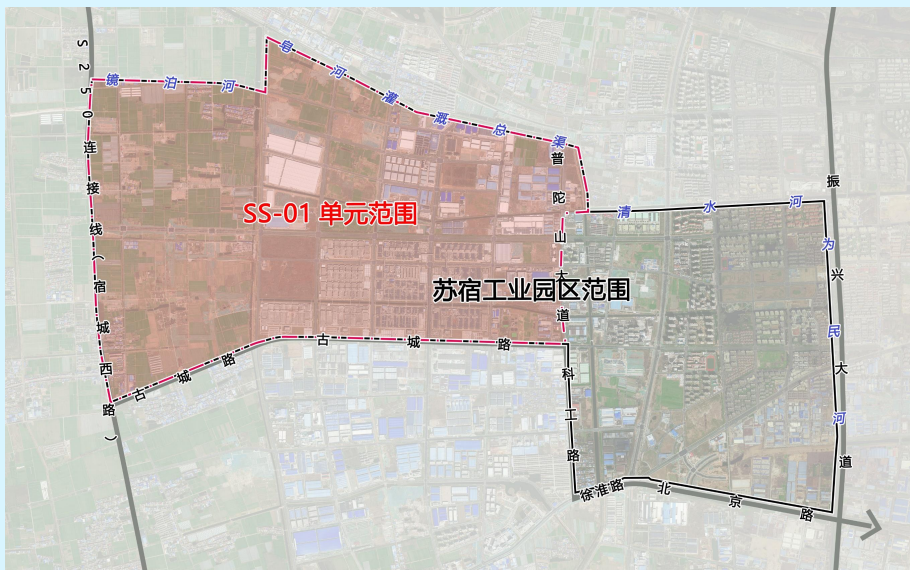 S250连接线(宿城西路)
镜泊河
皂河灌溉总渠
普陀山大道
SS-01 单元范围
清水河
振兴大道
为民河
苏宿工业园区范围
古城路
古城路
科工路
徐淮路
北京路